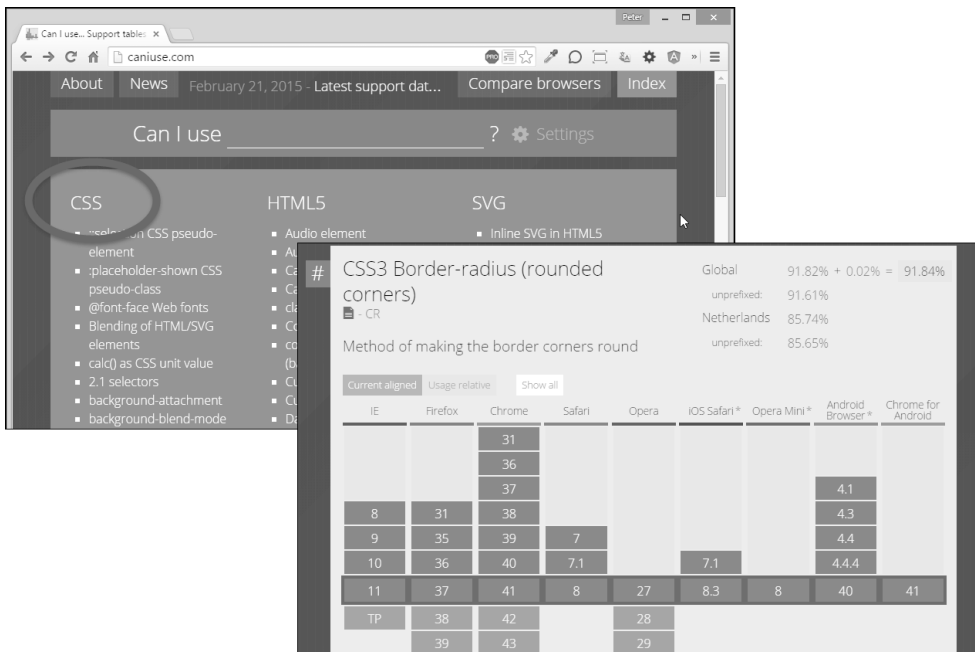 Peter
Can I use... Support tables
caniuse.com
About News February 21, 2015 - Latest support dat... Compare browsers Index
Can I use ? Settings
CSS
::selection CSS pseudo-
element
:placeholder-shown CSS
pseudo-class
@font-face Web fonts
Blending of HTML/SVG
elements
calc() as CSS unit value
2.1 selectors
background-attachment
background-blend-mode
HTML5
Audio element
SVG
Inline SVG in HTML5
# CSS3 Border-radius (rounded
corners)
- CR
Method of making the border corners round
Global 91.82% + 0.02% = 91.84%
unprefixed: 91.61%
Netherlands 85.74%
unprefixed: 85.65%
Current aligned Usage relative Show all
IE Firefox Chrome Safari Opera iOS Safari * Opera Mini * Android Browser * Chrome for Android
31
36
37 4.1
8 31 38 4.3
9 35 39 7 4.4
10 36 40 7.1 7.1 4.4.4
11 37 41 8 27 8.3 8 40 41
TP 38 42 28
39 43 29